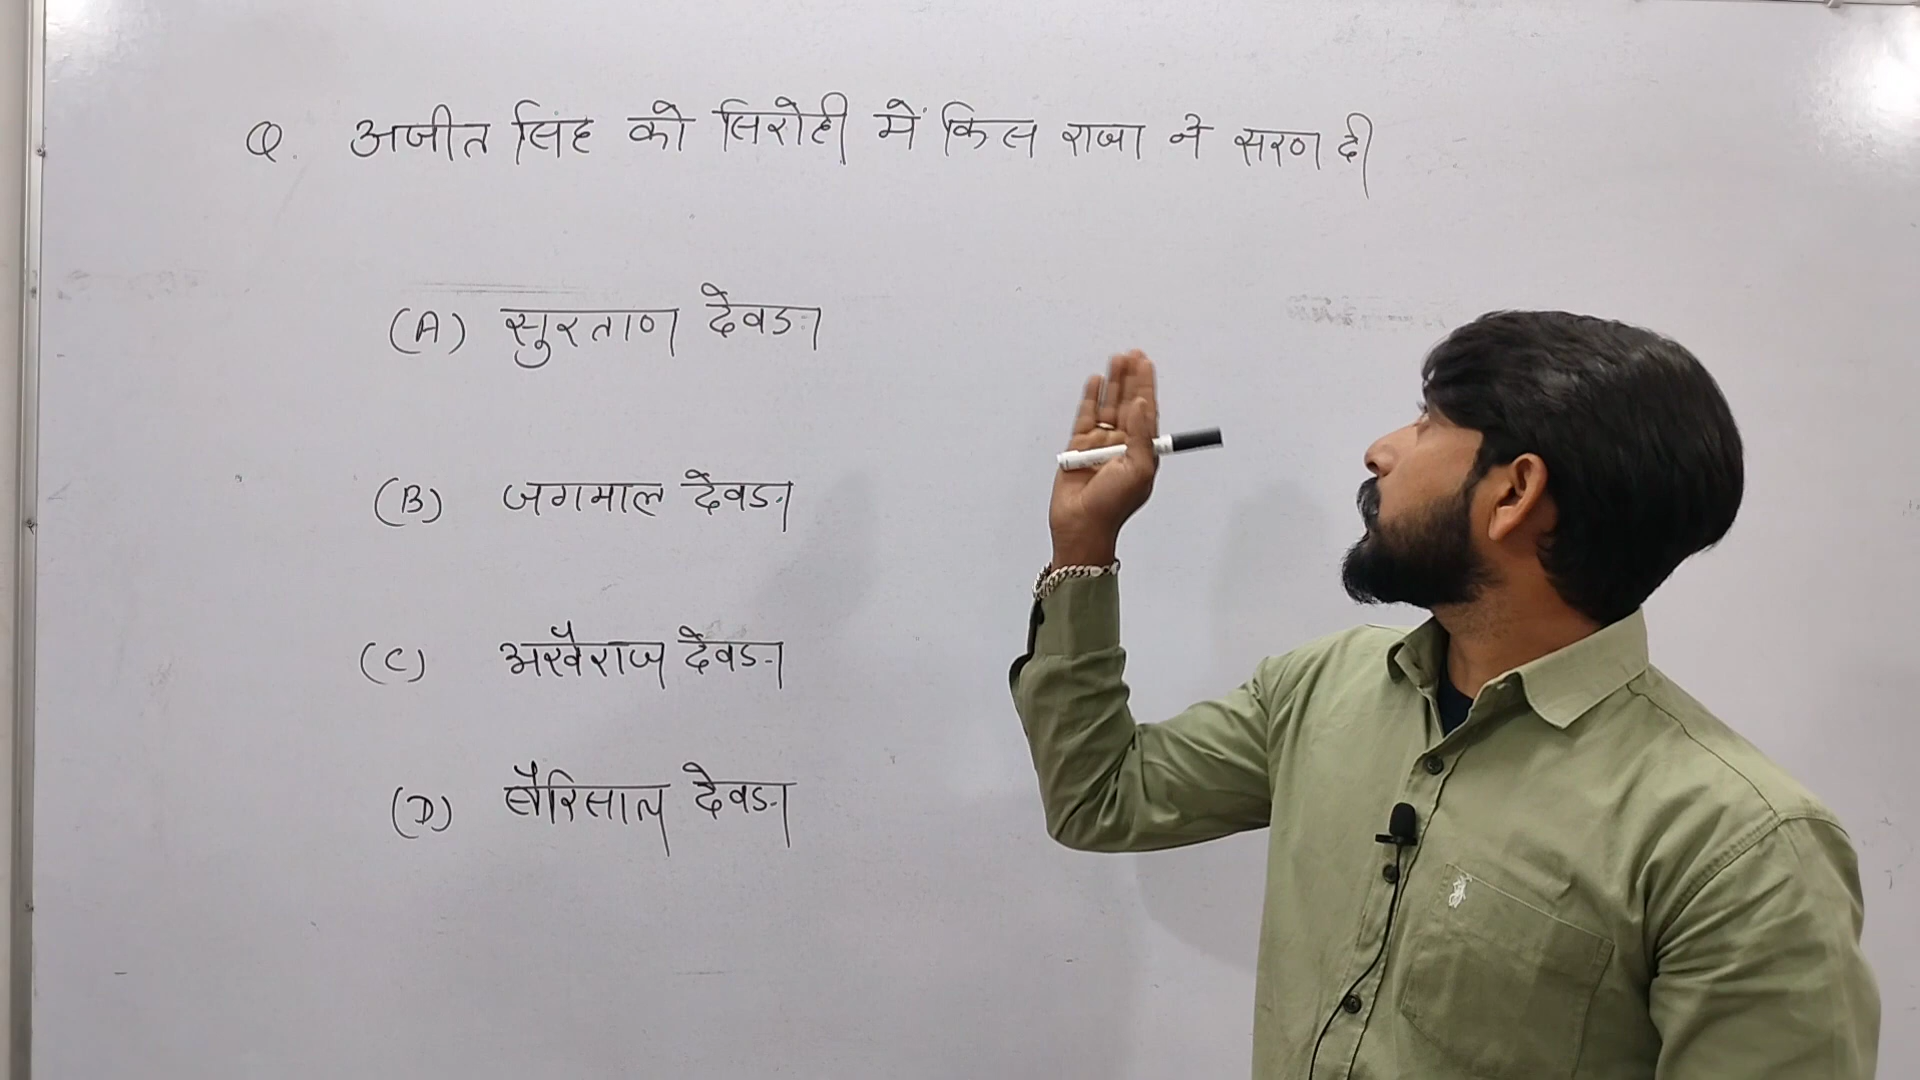 Q. अजीत सिंह को सिरोही में किस राजा ने सरण दी
(A) सुरताण देवड़ा
(B) जगमाल देवड़ा
(C) अखैराज देवड़ा
(D) बैरिसाल देवड़ा